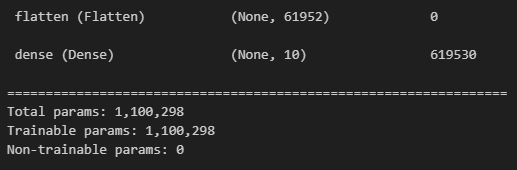 flatten (Flatten) (None, 61952) 0
dense (Dense) (None, 10) 619530
=================================================================
Total params: 1,100,298
Trainable params: 1,100,298
Non-trainable params: 0